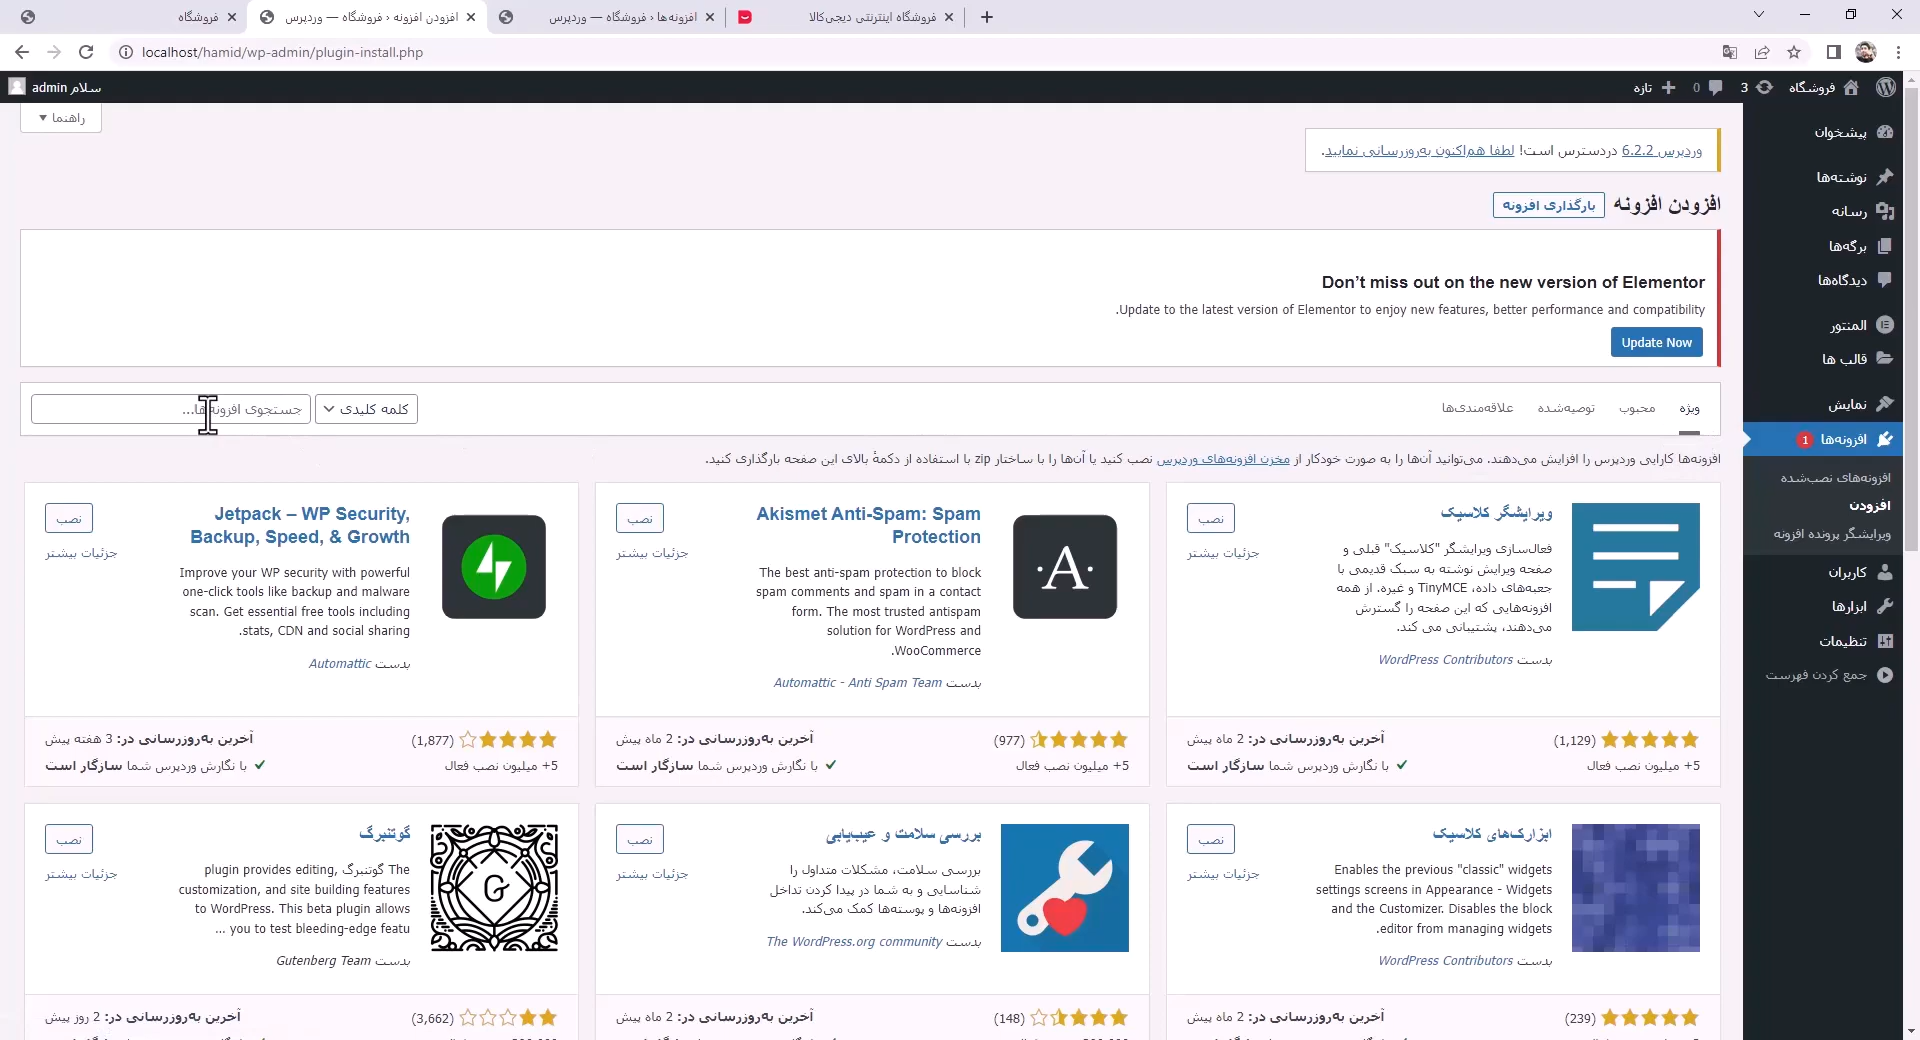 فروشگاه
افزودن افزونه ‹ فروشگاه — وردپرس
افزونه‌ها ‹ فروشگاه — وردپرس
فروشگاه اینترنتی دیجی‌کالا
localhost/hamid/wp-admin/plugin-install.php
فروشگاه
3
0
تازه
سلام admin
راهنما
وردپرس 6.2.2 دردسترس است! لطفا هم‌اکنون به‌روزرسانی نمایید.
افزودن افزونه
بارگذاری افزونه
Don’t miss out on the new version of Elementor
.Update to the latest version of Elementor to enjoy new features, better performance and compatibility
Update Now
ویژه
محبوب
توصیه‌شده
علاقه‌مندی‌ها
کلمه کلیدی
جستجوی افزونه‌ها...
افزونه‌ها کارایی وردپرس را افزایش می‌دهند. می‌توانید آن‌ها را به صورت خودکار از مخزن افزونه‌های وردپرس نصب کنید یا آن‌ها را با ساختار zip با استفاده از دکمهٔ بالای این صفحه بارگذاری کنید.
ویرایشگر کلاسیک
نصب
جزئیات بیشتر
فعال‌سازی ویرایشگر "کلاسیک" قبلی و
صفحه ویرایش نوشته به سبک قدیمی با
جعبه‌های داده، TinyMCE و غیره. از همه
افزونه‌هایی که این صفحه را گسترش
می‌دهند، پشتیبانی می کند.
بدست WordPress Contributors
(1,129)
5+ میلیون نصب فعال
آخرین به‌روزرسانی در: 2 ماه پیش
با نگارش وردپرس شما سازگار است
Akismet Anti-Spam: Spam
Protection
نصب
جزئیات بیشتر
·A·
The best anti-spam protection to block
spam comments and spam in a contact
form. The most trusted antispam
solution for WordPress and
.WooCommerce
بدست Automattic - Anti Spam Team
(977)
5+ میلیون نصب فعال
آخرین به‌روزرسانی در: 2 ماه پیش
با نگارش وردپرس شما سازگار است
Jetpack – WP Security,
Backup, Speed, & Growth
نصب
جزئیات بیشتر
Improve your WP security with powerful
one-click tools like backup and malware
scan. Get essential free tools including
.stats, CDN and social sharing
بدست Automattic
(1,877)
5+ میلیون نصب فعال
آخرین به‌روزرسانی در: 3 هفته پیش
با نگارش وردپرس شما سازگار است
ابزارک‌های کلاسیک
نصب
جزئیات بیشتر
Enables the previous "classic" widgets
settings screens in Appearance - Widgets
and the Customizer. Disables the block
.editor from managing widgets
بدست WordPress Contributors
(239)
آخرین به‌روزرسانی در: 2 ماه پیش
بررسی سلامت و عیب‌یابی
نصب
جزئیات بیشتر
بررسی سلامت، مشکلات متداول را
شناسایی و به شما در پیدا کردن تداخل
افزونه‌ها و پوسته‌ها کمک می‌کند.
بدست The WordPress.org community
(148)
آخرین به‌روزرسانی در: 2 ماه پیش
گوتنبرگ
نصب
جزئیات بیشتر
G
plugin provides editing, گوتنبرگ The
customization, and site building features
to WordPress. This beta plugin allows
... you to test bleeding-edge featu
بدست Gutenberg Team
(3,662)
آخرین به‌روزرسانی در: 2 روز پیش
پیشخوان
نوشته‌ها
رسانه
برگه‌ها
دیدگاه‌ها
المنتور
قالب ها
نمایش
افزونه‌ها 1
افزونه‌های نصب‌شده
افزودن
ویرایشگر پرونده افزونه
کاربران
ابزارها
تنظیمات
جمع کردن فهرست